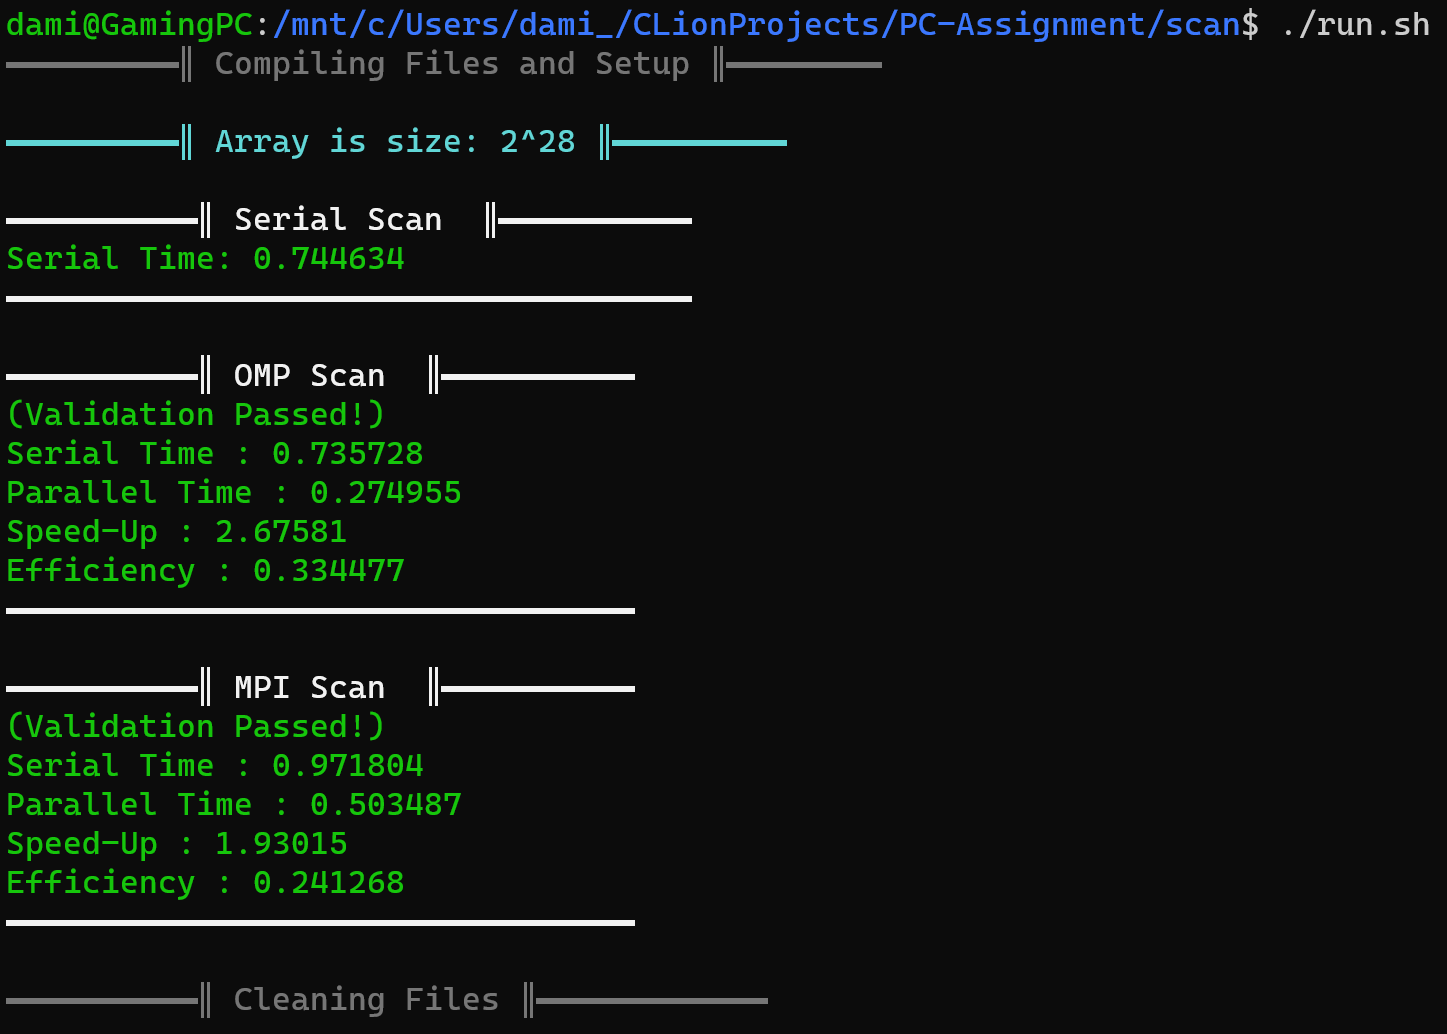 dami@GamingPC:/mnt/c/Users/dami_/CLionProjects/PC-Assignment/scan$ ./run.sh
═════════║ Compiling Files and Setup ║════════
═════════║ Array is size: 2^28 ║═════════
══════════║ Serial Scan  ║══════════
Serial Time: 0.744634
══════════║ OMP Scan  ║══════════
(Validation Passed!)
Serial Time : 0.735728
Parallel Time : 0.274955
Speed-Up : 2.67581
Efficiency : 0.334477
══════════║ MPI Scan  ║══════════
(Validation Passed!)
Serial Time : 0.971804
Parallel Time : 0.503487
Speed-Up : 1.93015
Efficiency : 0.241268
══════════║ Cleaning Files ║════════════